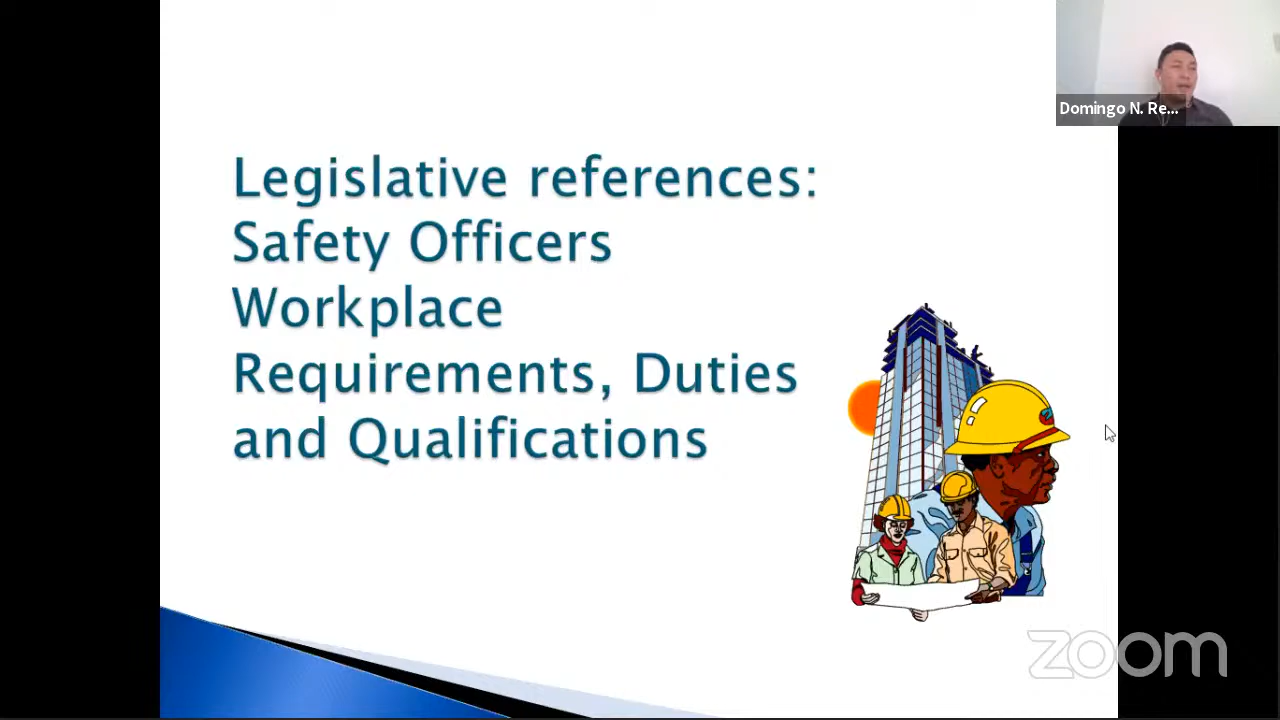 Domingo N. Re...
Legislative references:
Safety Officers
Workplace
Requirements, Duties
and Qualifications
zoom